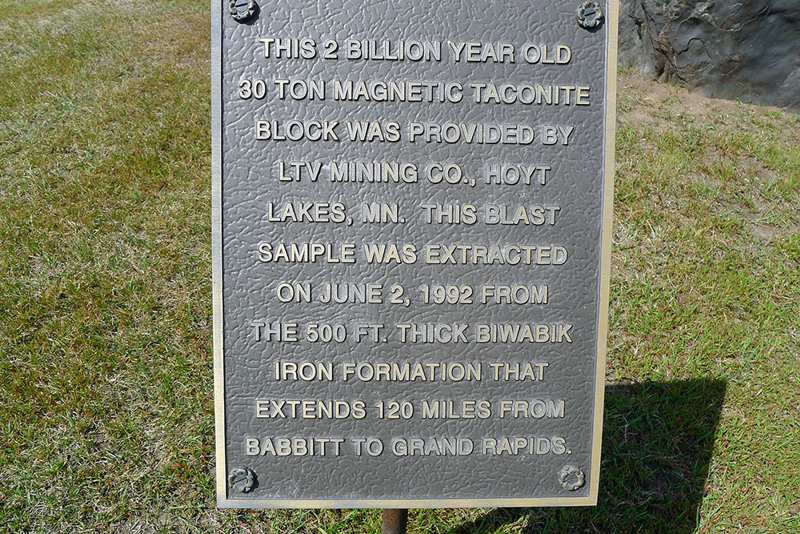 THIS 2 BILLION YEAR OLD
30 TON MAGNETIC TACONITE
BLOCK WAS PROVIDED BY
LTV MINING CO., HOYT
LAKES, MN. THIS BLAST
SAMPLE WAS EXTRACTED
ON JUNE 2, 1992 FROM
THE 500 FT. THICK BIWABIK
IRON FORMATION THAT
EXTENDS 120 MILES FROM
BABBITT TO GRAND RAPIDS.